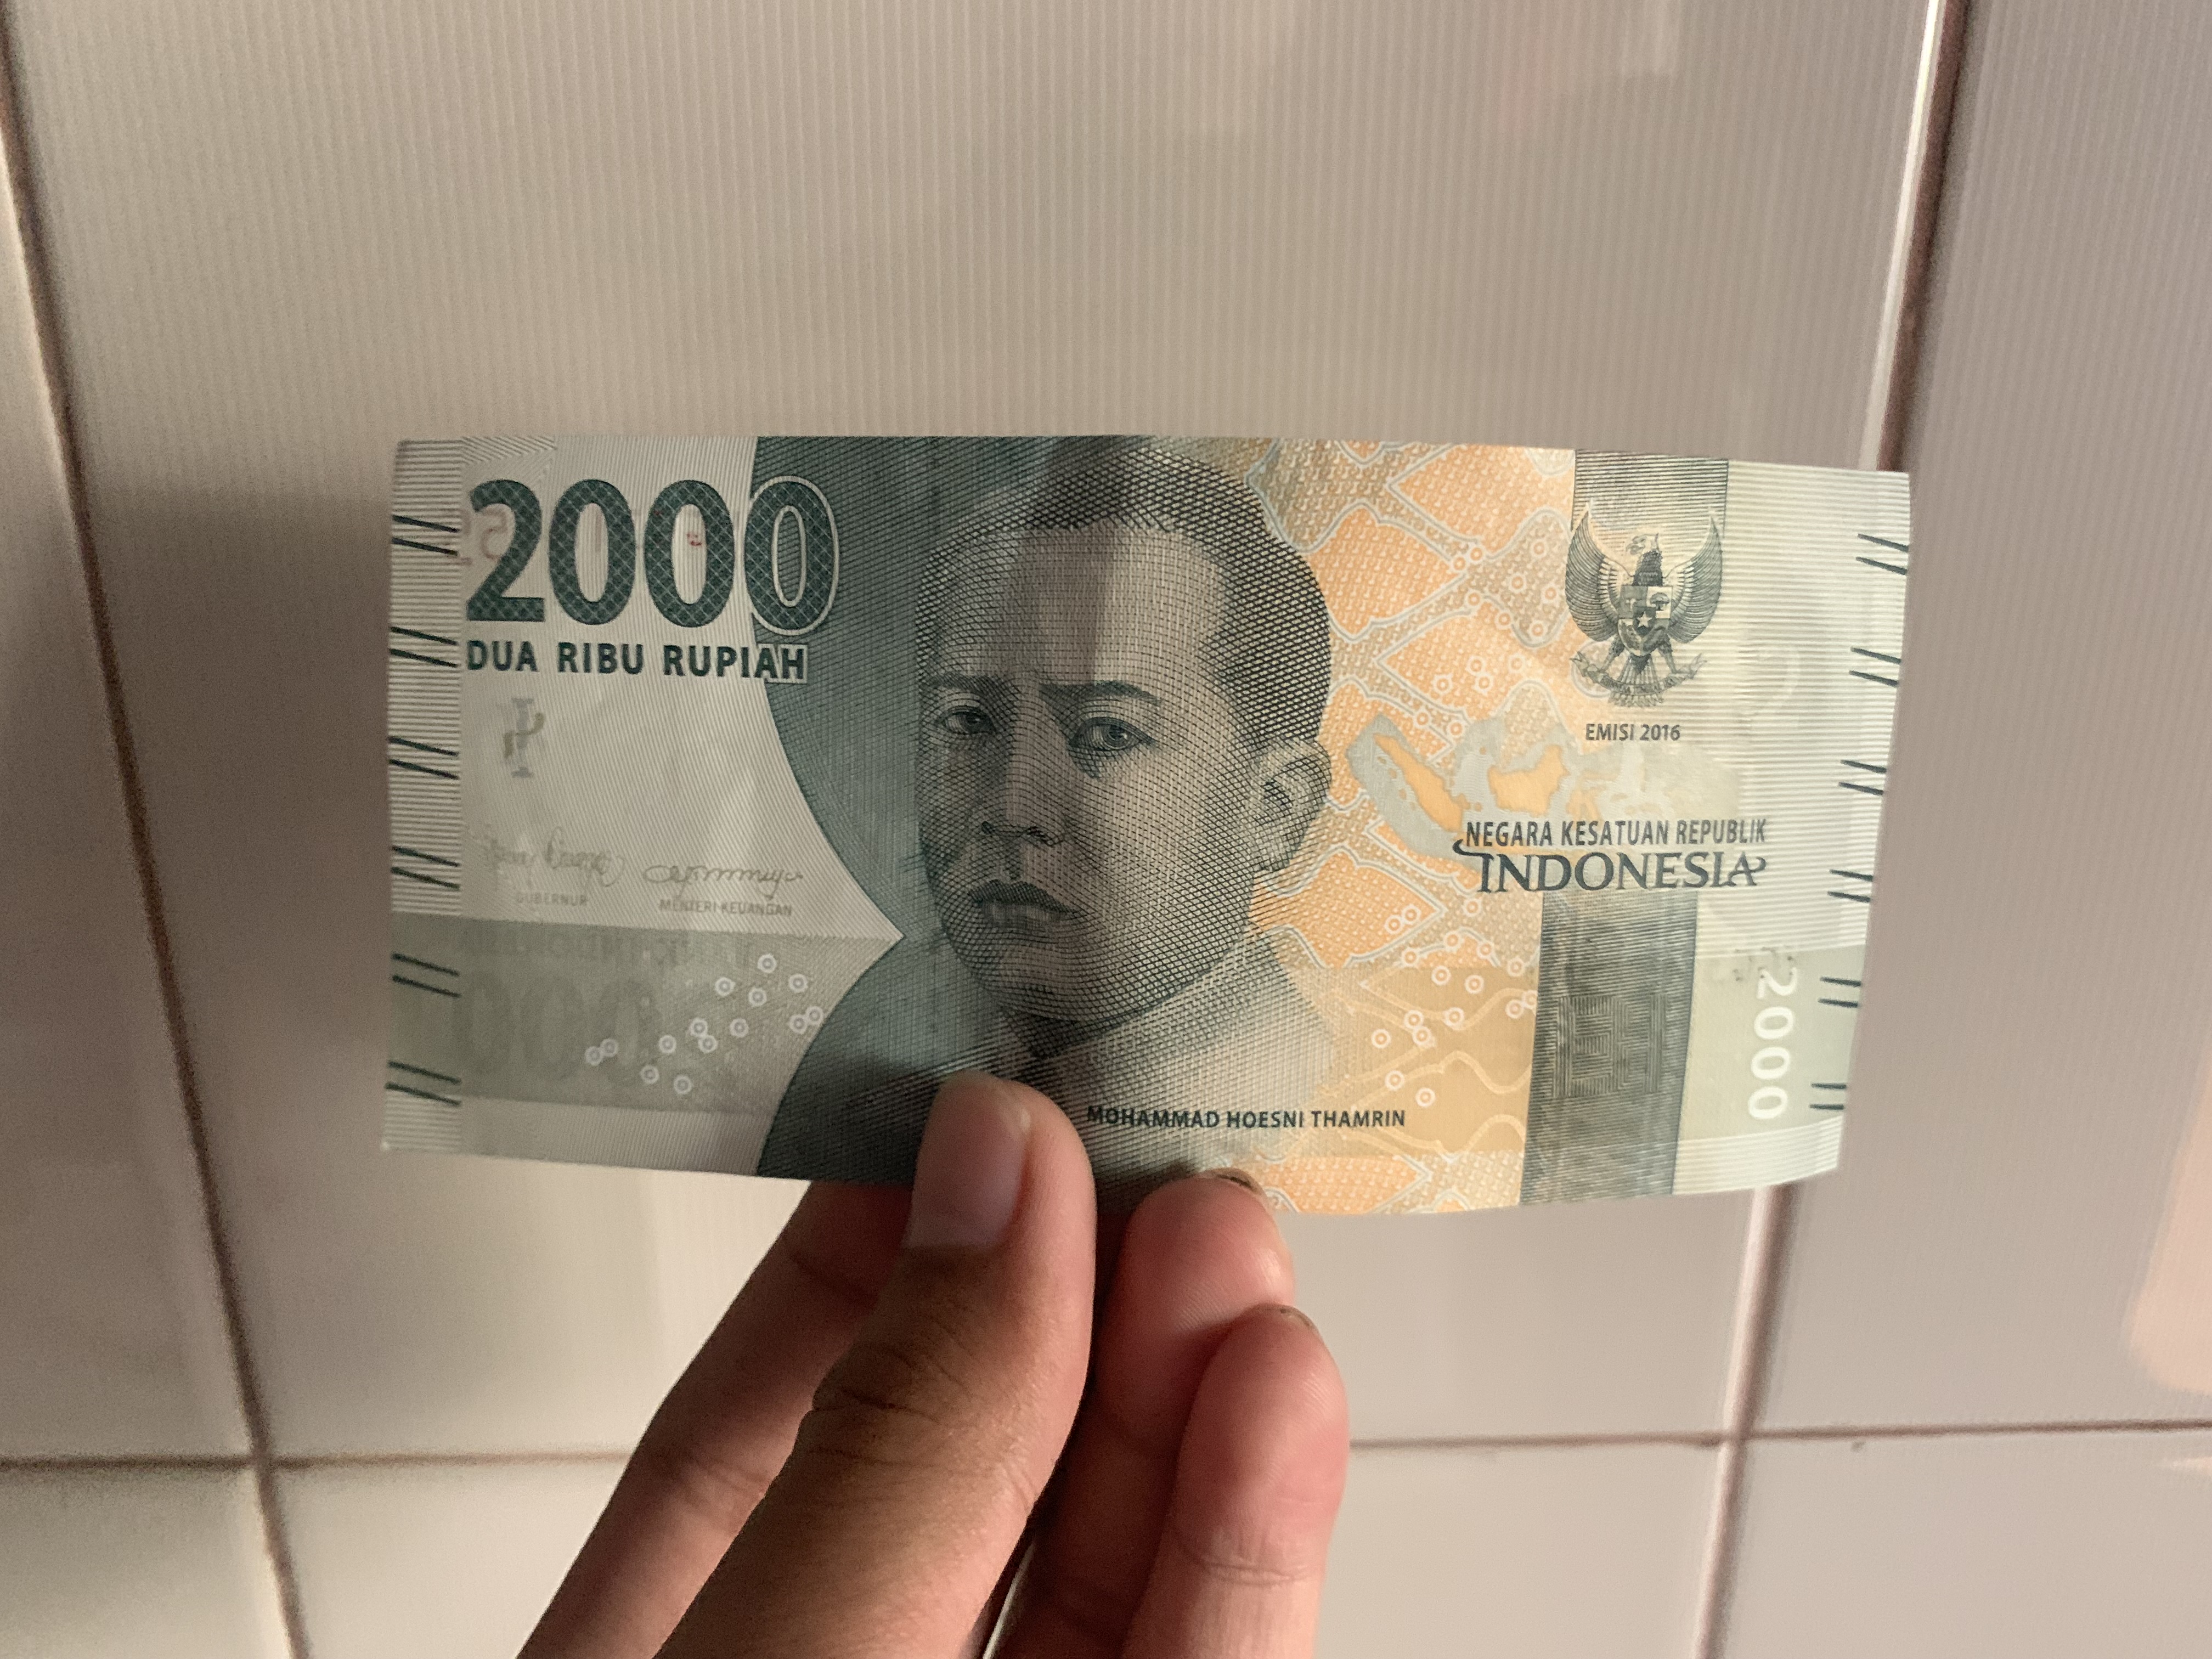 2000
DUA RIBU RUPIAH
GUBERNUR
MENTERI KEUANGAN
MOHAMMAD HOESNI THAMRIN
EMISI 2016
NEGARA KESATUAN REPUBLIK
INDONESIA
2000